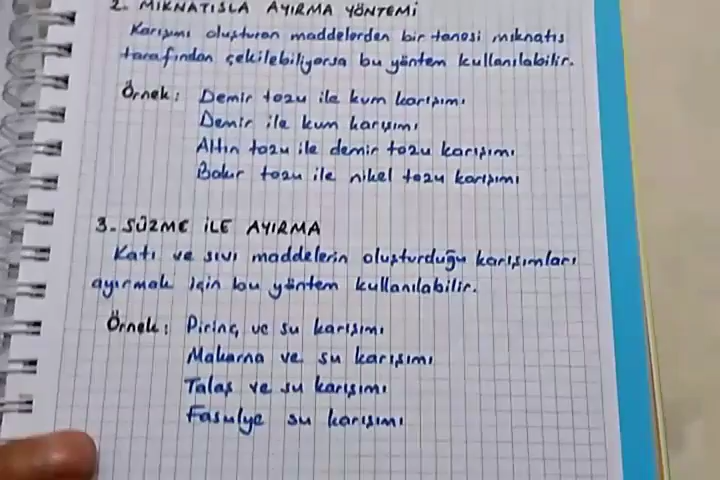 2. MIKNATISLA AYIRMA YÖNTEMİ
Karışımı oluşturan maddelerden bir tanesi mıknatıs
tarafından çekilebiliyorsa bu yöntem kullanılabilir.
Örnek: Demir tozu ile kum karışımı
Demir ile kum karışımı
Altın tozu ile demir tozu karışımı
Bakır tozu ile nikel tozu karışımı
3. SÜZME İLE AYIRMA
Katı ve sıvı maddelerin oluşturduğu karışımları
ayırmak için bu yöntem kullanılabilir.
Örnek: Pirinç ve su karışımı
Makarna ve su karışımı
Talaş ve su karışımı
Fasulye su karışımı